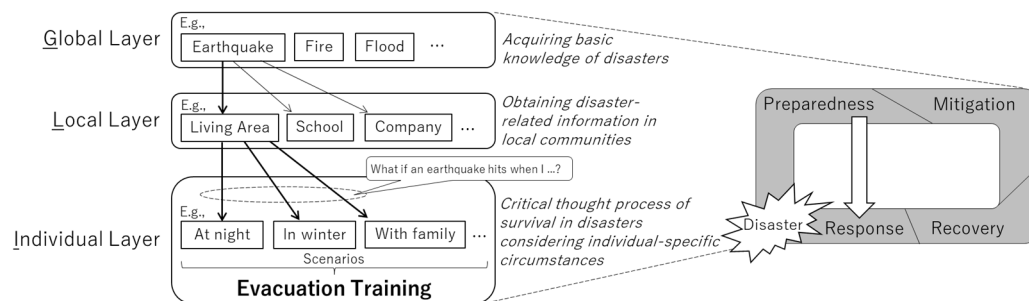 Global Layer
E.g.,
Earthquake
Fire
Flood
...
Acquiring basic
knowledge of disasters
Local Layer
E.g.,
Living Area
School
Company
...
Obtaining disaster-
related information in
local communities
What if an earthquake hits when I ...?
Individual Layer
E.g.,
At night
In winter
With family
...
Scenarios
Evacuation Training
Critical thought process of
survival in disasters
considering individual-specific
circumstances
Preparedness
Mitigation
Disaster
Response
Recovery